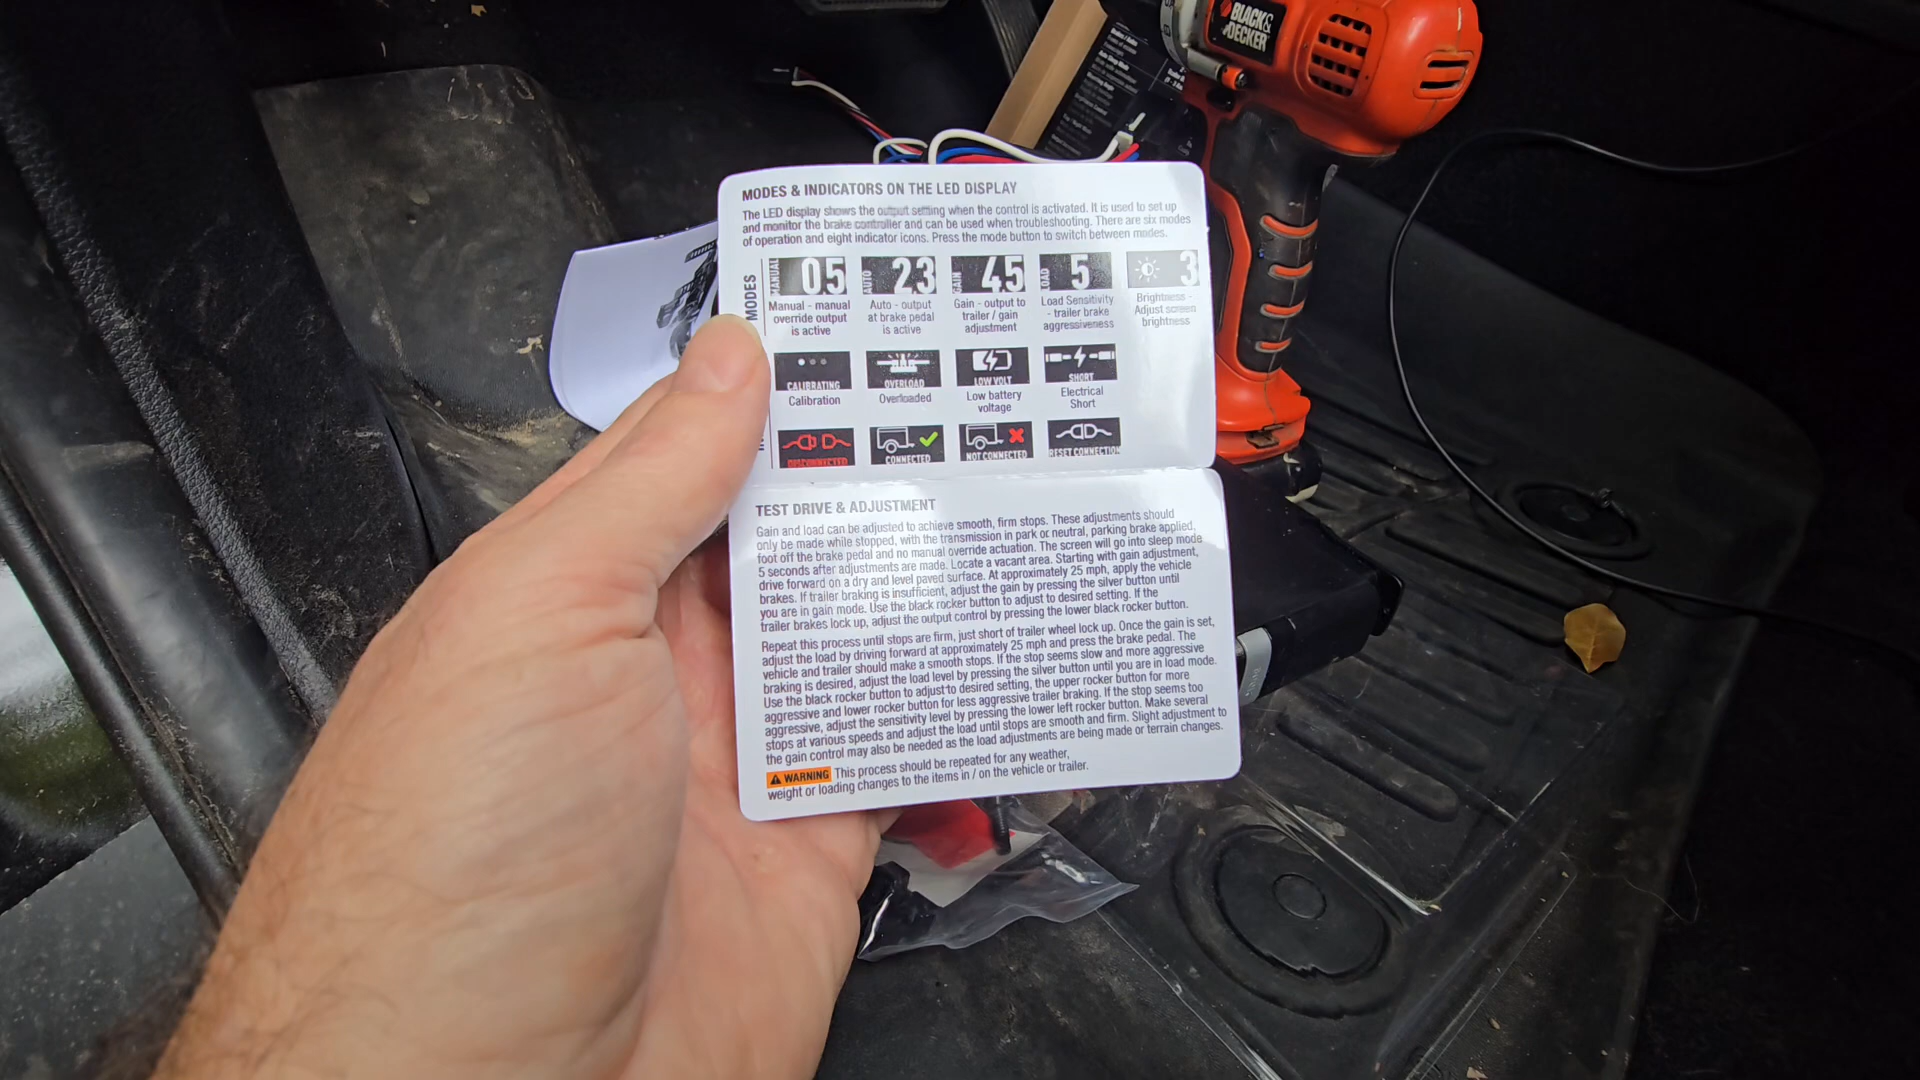 BLACK&
DECKER
MODES & INDICATORS ON THE LED DISPLAY
The LED display shows the output setting when the control is activated. It is used to set up
and monitor the brake controller and can be used when troubleshooting. There are six modes
of operation and eight indicator icons. Press the mode button to switch between modes.
MODES
MANUAL 0.5
Manual - manual
override output
is active
AUTO 2.3
Auto - output
at brake pedal
is active
GAIN 4.5
Gain - output to
trailer / gain
adjustment
LOAD 5
Load Sensitivity
- trailer brake
aggressiveness
3
Brightness -
Adjust screen
brightness
CALIBRATING
Calibration
OVERLOAD
Overloaded
LOW VOLT
Low battery
voltage
SHORT
Electrical
Short
DISCONNECTED
CONNECTED
NOT CONNECTED
RESET CONNECTION
TEST DRIVE & ADJUSTMENT
Gain and load can be adjusted to achieve smooth, firm stops. These adjustments should
only be made while stopped, with the transmission in park or neutral, parking brake applied,
foot off the brake pedal and no manual override actuation. The screen will go into sleep mode
5 seconds after adjustments are made. Locate a vacant area. Starting with gain adjustment,
drive forward on a dry and level paved surface. At approximately 25 mph, apply the vehicle
brakes. If trailer braking is insufficient, adjust the gain by pressing the silver button until
you are in gain mode. Use the black rocker button to adjust to desired setting. If the
trailer brakes lock up, adjust the output control by pressing the lower black rocker button.
Repeat this process until stops are firm, just short of trailer wheel lock up. Once the gain is set,
adjust the load by driving forward at approximately 25 mph and press the brake pedal. The
vehicle and trailer should make a smooth stops. If the stop seems slow and more aggressive
braking is desired, adjust the load level by pressing the silver button until you are in load mode.
Use the black rocker button to adjust to desired setting, the upper rocker button for more
aggressive and lower rocker button for less aggressive trailer braking. If the stop seems too
aggressive, adjust the sensitivity level by pressing the lower left rocker button. Make several
stops at various speeds and adjust the load until stops are smooth and firm. Slight adjustment to
the gain control may also be needed as the load adjustments are being made or terrain changes.
WARNING This process should be repeated for any weather,
weight or loading changes to the items in / on the vehicle or trailer.